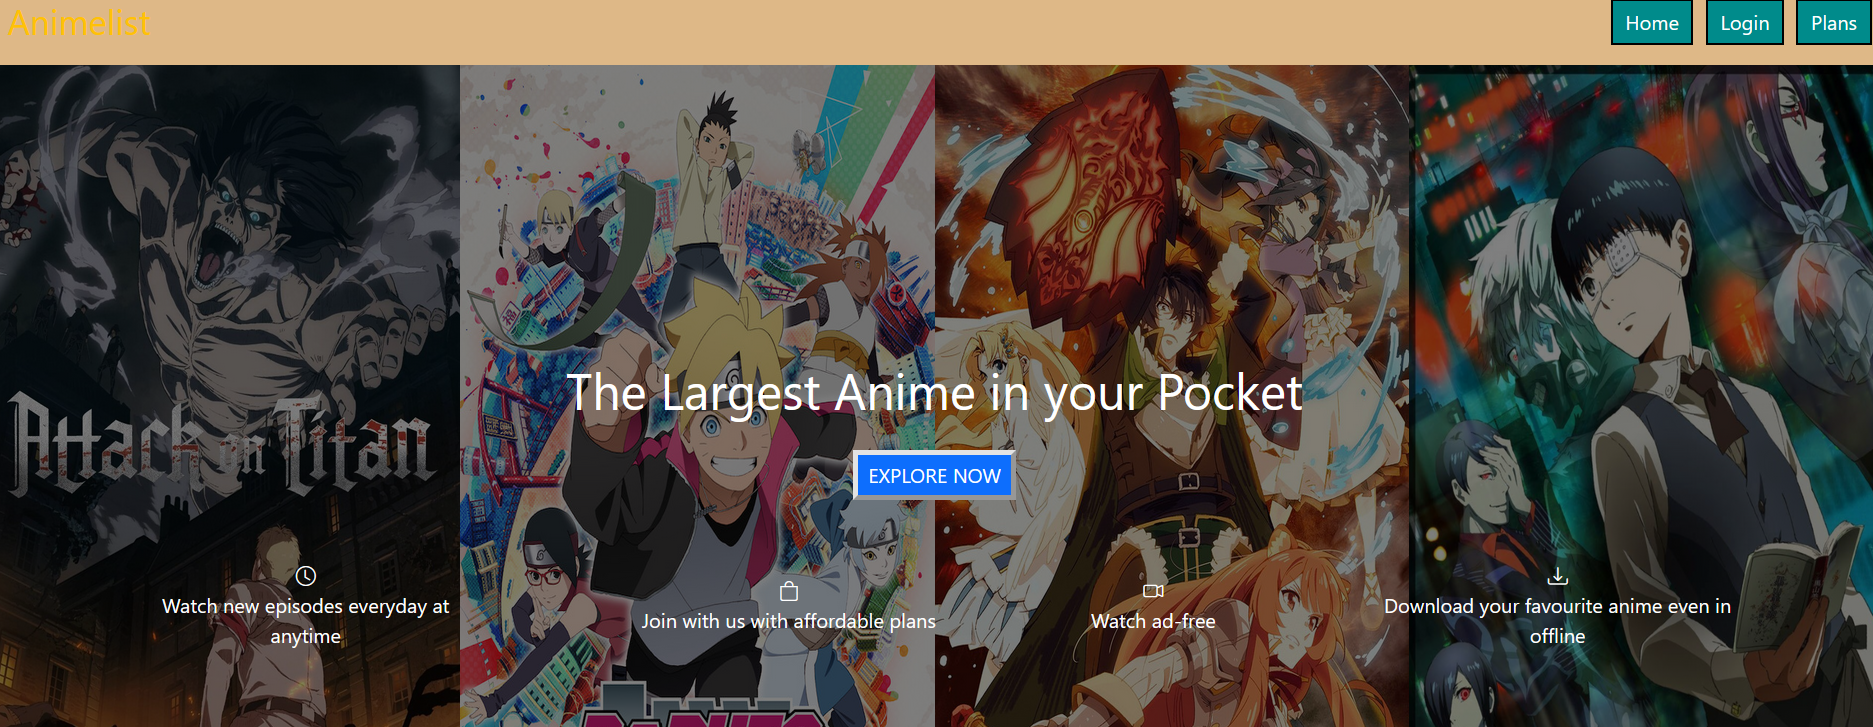 Animelist
Home
Login
Plans
The Largest Anime in your Pocket
Attack on Titan
EXPLORE NOW
Watch new episodes everyday at
anytime
Join with us with affordable plans
Watch ad-free
Download your favourite anime even in
offline